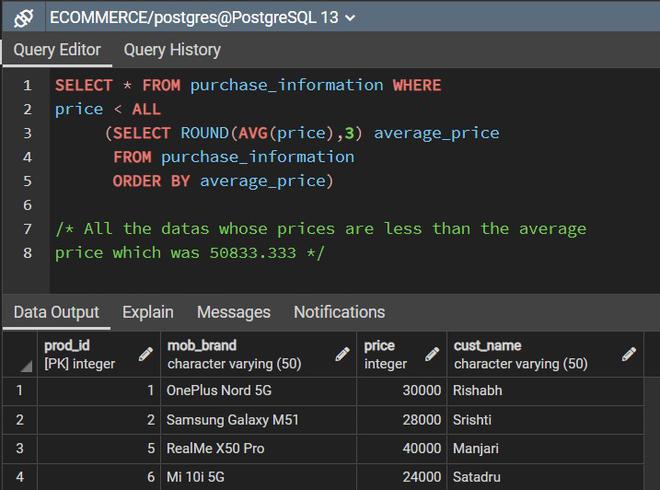 ECOMMERCE/postgres@PostgreSQL 13
Query Editor Query History
1 SELECT * FROM purchase_information WHERE
2 price < ALL
3 (SELECT ROUND(AVG(price),3) average_price
4 FROM purchase_information
5 ORDER BY average_price)
6
7 /* All the datas whose prices are less than the average
8 price which was 50833.333 */
Data Output Explain Messages Notifications
prod_id mob_brand price cust_name
[PK] integer character varying (50) integer character varying (50)
1 1 OnePlus Nord 5G 30000 Rishabh
2 2 Samsung Galaxy M51 28000 Srishti
3 5 RealMe X50 Pro 40000 Manjari
4 6 Mi 10i 5G 24000 Satadru